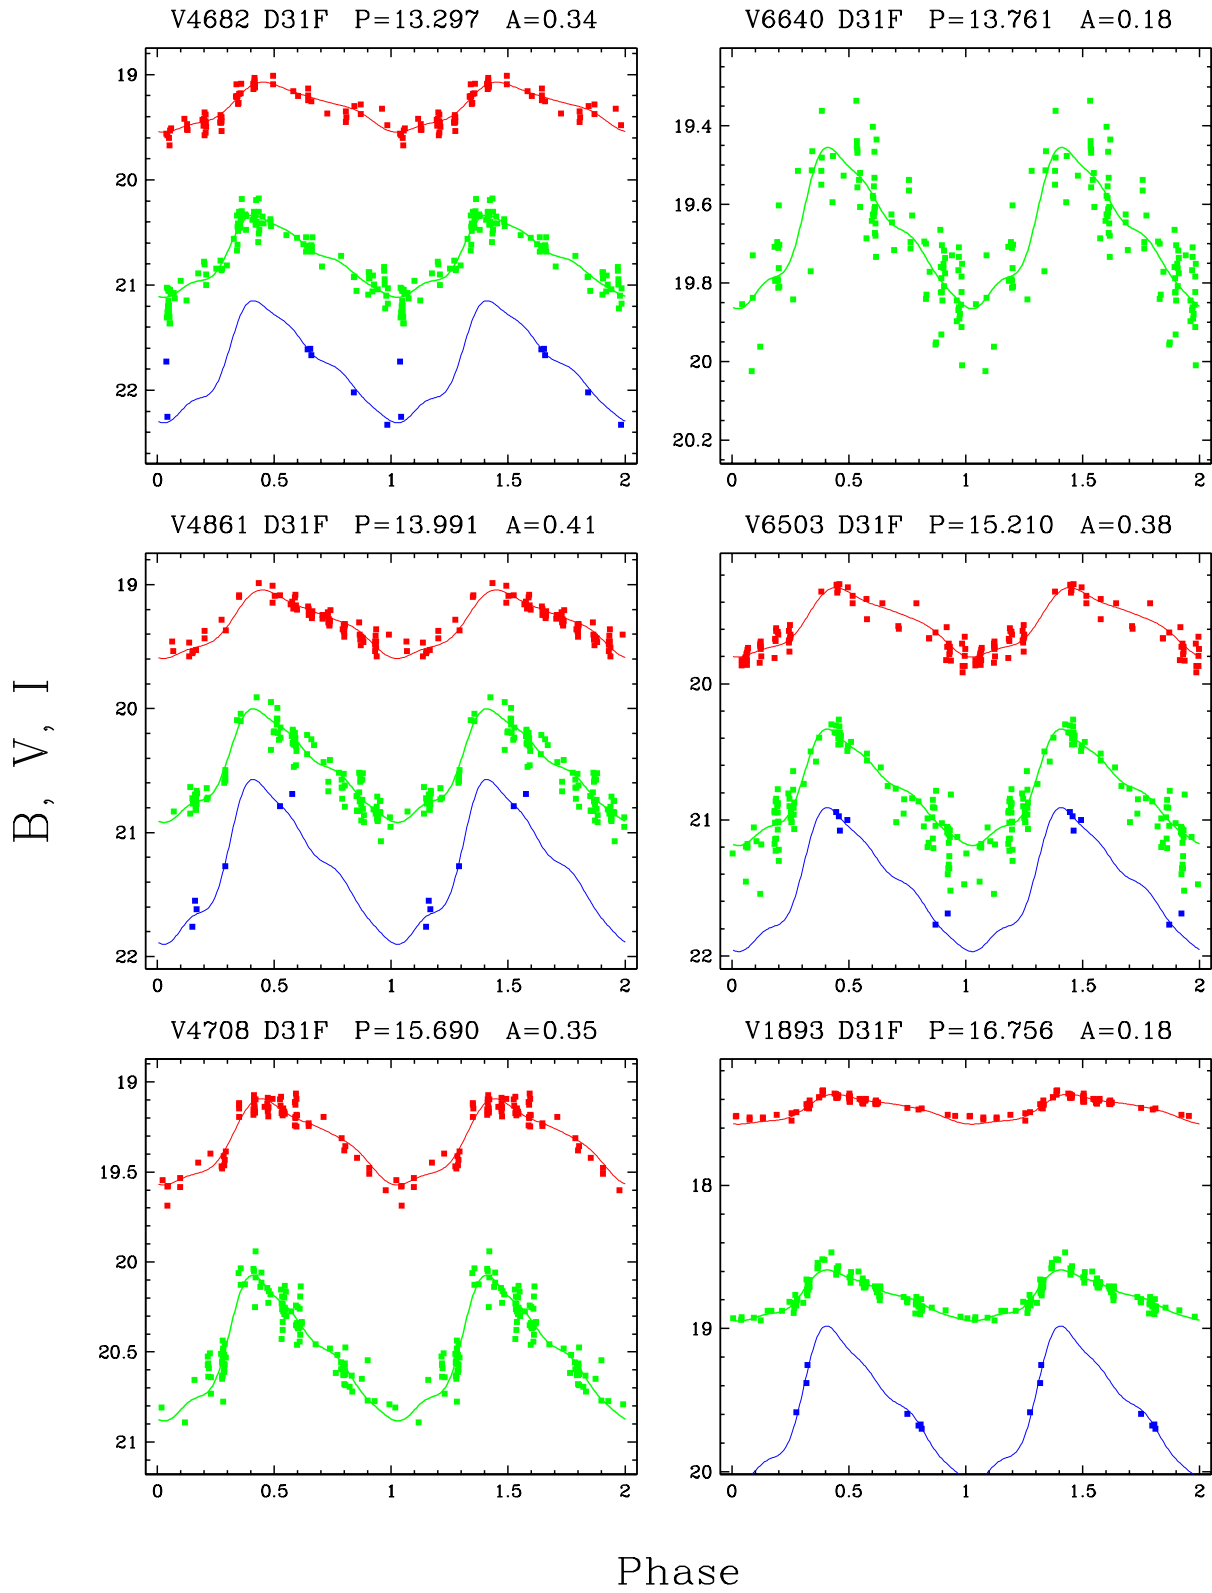 V4682 D31F P=13.297 A=0.34
V6640 D31F P=13.761 A=0.18
19
20
21
22
0 0.5 1 1.5 2
19.4
19.6
19.8
20
20.2
0 0.5 1 1.5 2
V4861 D31F P=13.991 A=0.41
V6503 D31F P=15.210 A=0.38
19
20
21
22
0 0.5 1 1.5 2
20
21
22
0 0.5 1 1.5 2
B, V, I
V4708 D31F P=15.690 A=0.35
V1893 D31F P=16.756 A=0.18
19
19.5
20
20.5
21
0 0.5 1 1.5 2
18
19
20
0 0.5 1 1.5 2
Phase